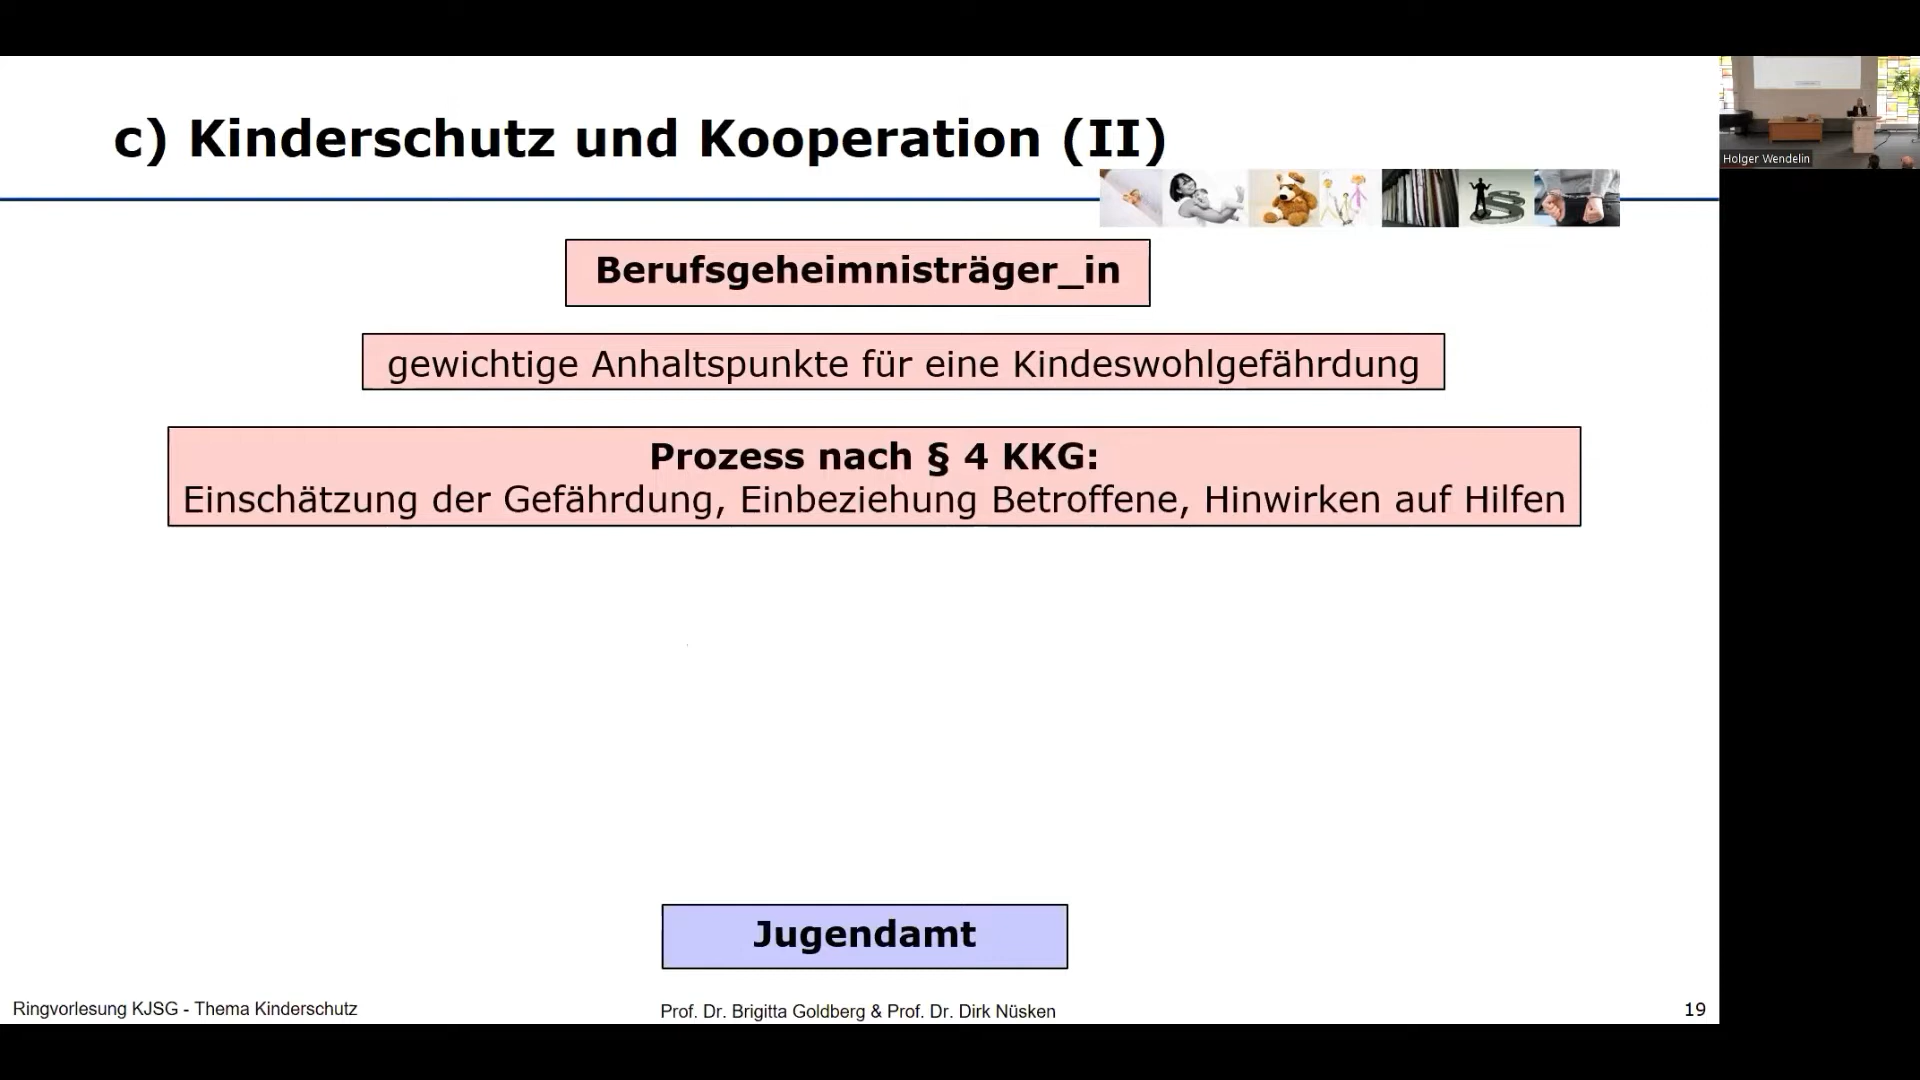 c) Kinderschutz und Kooperation (II)
Holger Wendelin
Berufsgeheimnisträger_in
gewichtige Anhaltspunkte für eine Kindeswohlgefährdung
Prozess nach § 4 KKG:
Einschätzung der Gefährdung, Einbeziehung Betroffene, Hinwirken auf Hilfen
Jugendamt
Ringvorlesung KJSG - Thema Kinderschutz
Prof. Dr. Brigitta Goldberg & Prof. Dr. Dirk Nüsken
19